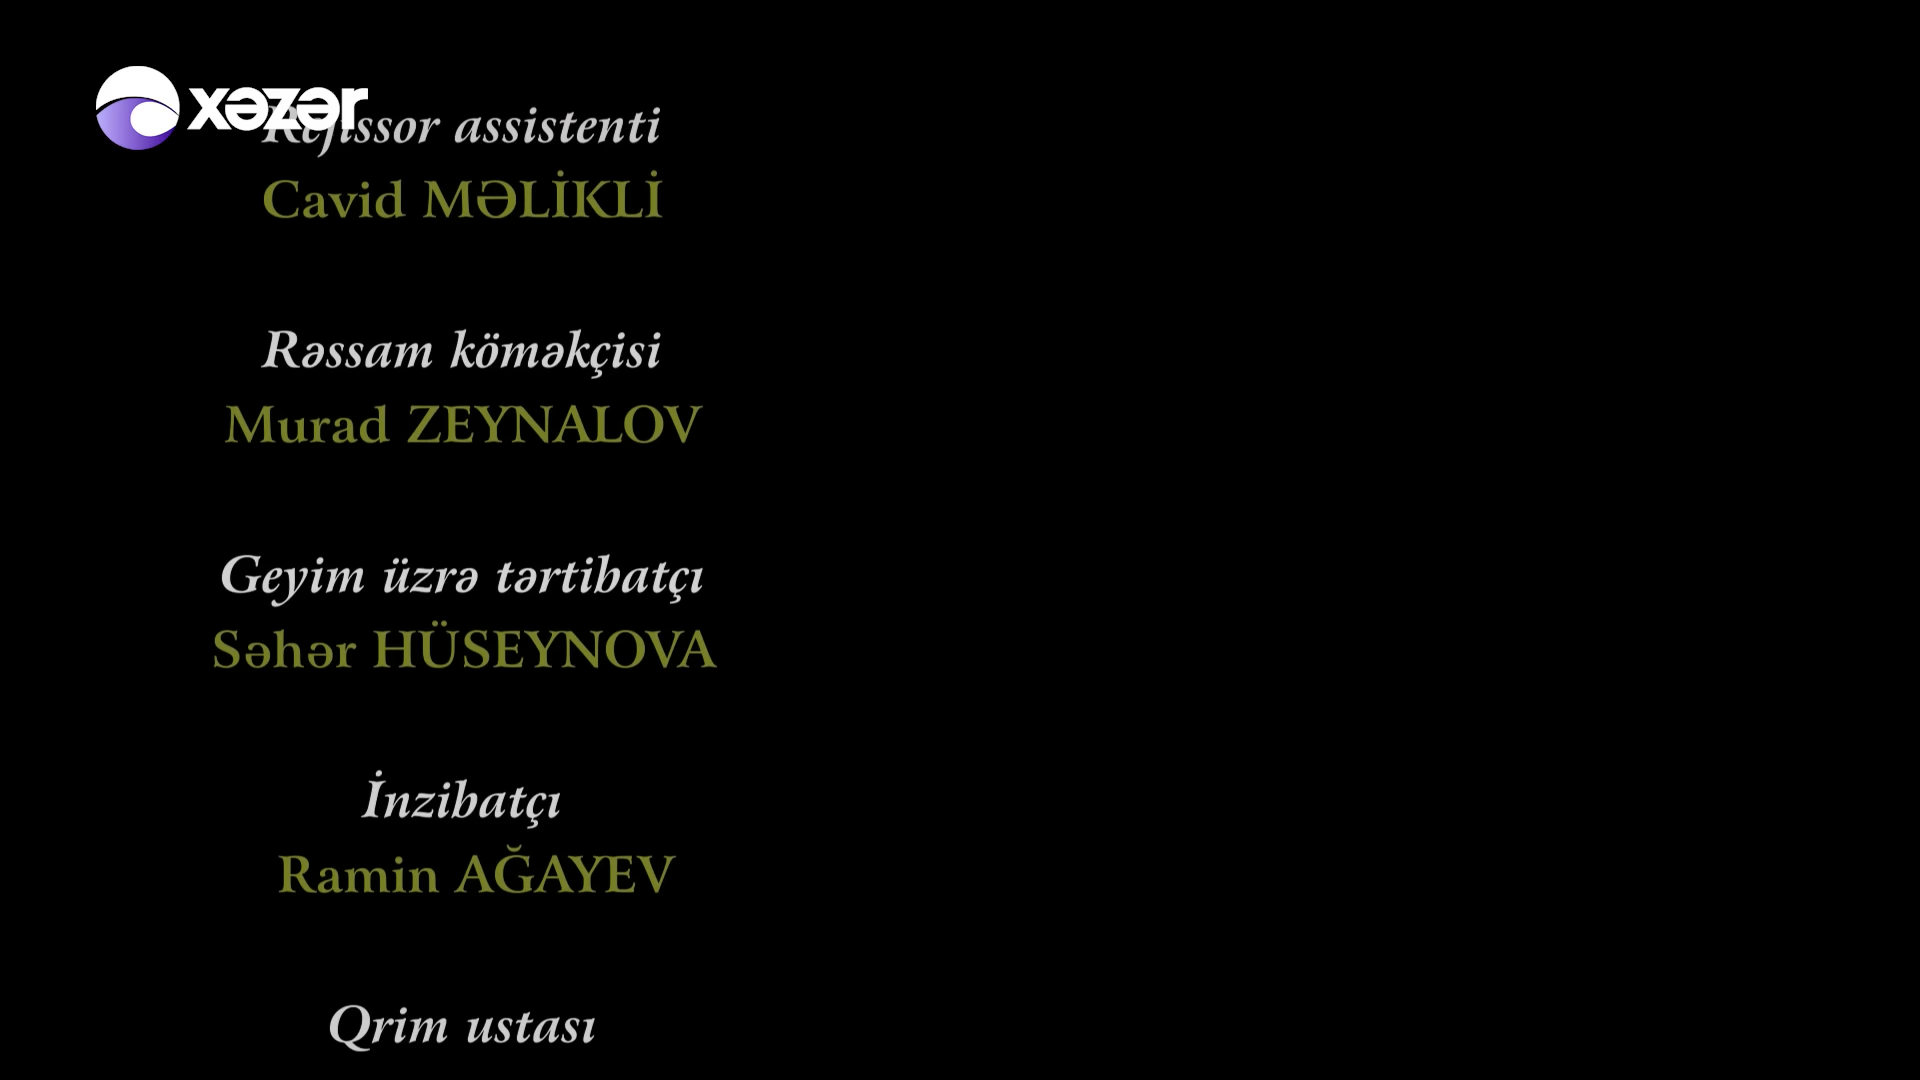 xəzər
Rejissor assistenti
Cavid MƏLİKLİ
Rəssam köməkçisi
Murad ZEYNALOV
Geyim üzrə tərtibatçı
Səhər HÜSEYNOVA
İnzibatçı
Ramin AĞAYEV
Qrim ustası